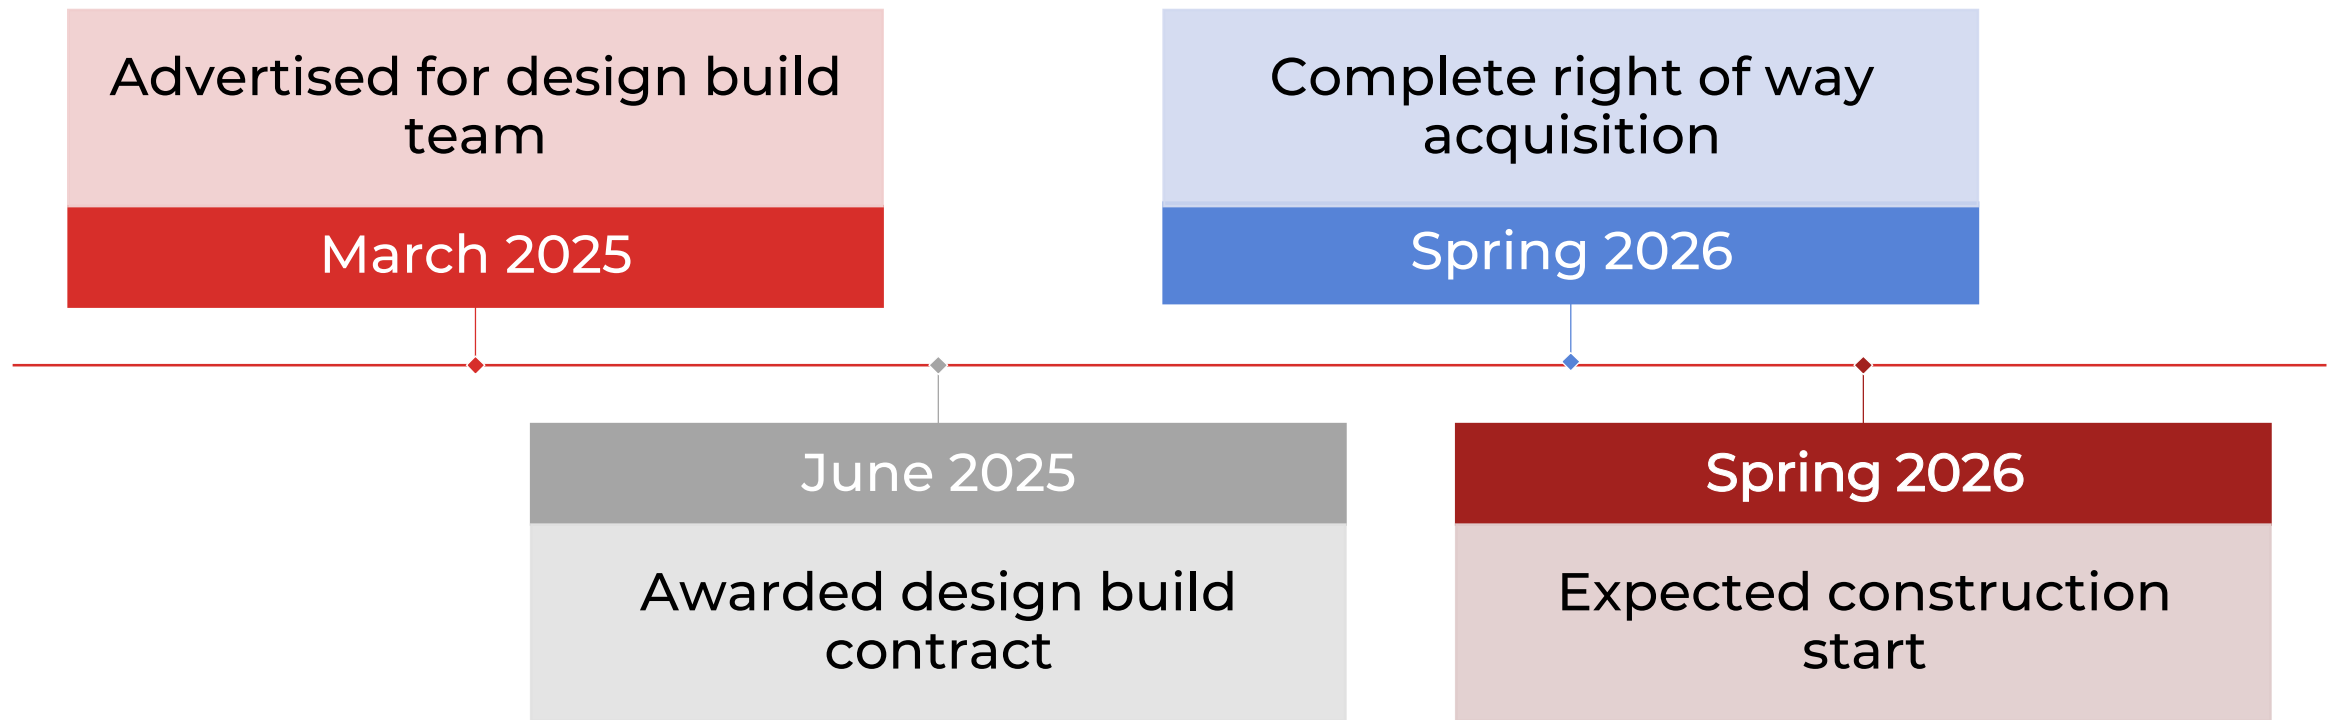 Advertised for design build
team
March 2025
June 2025
Awarded design build
contract
Complete right of way
acquisition
Spring 2026
Spring 2026
Expected construction
start